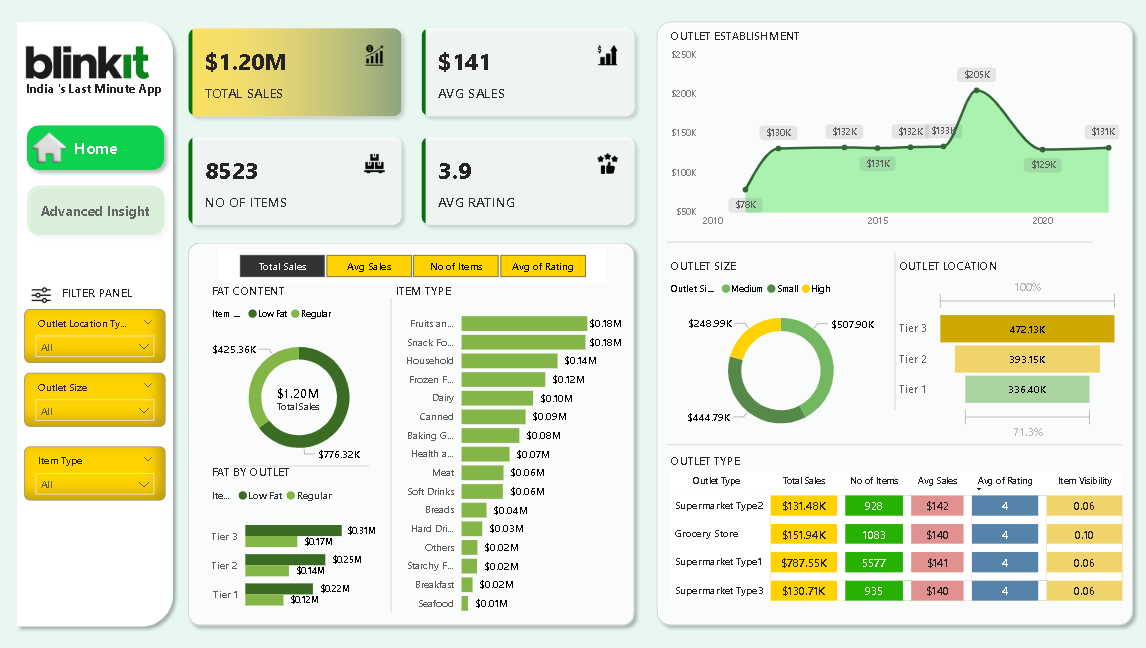 blinkit
India 's Last Minute App
Home
Advanced Insight
FILTER PANEL
Outlet Location Ty...
All
Outlet Size
All
Item Type
All
$1.20M
TOTAL SALES
$141
AVG SALES
8523
NO OF ITEMS
3.9
AVG RATING
Total Sales Avg Sales No of Items Avg of Rating
FAT CONTENT
Item ... Low Fat Regular
$425.36K
$1.20M
Total Sales
$776.32K
FAT BY OUTLET
Ite... Low Fat Regular
Tier 3 $0.31M
$0.17M
Tier 2 $0.25M
$0.14M
Tier 1 $0.22M
$0.12M
ITEM TYPE
Fruits an... $0.18M
Snack Fo... $0.18M
Household $0.14M
Frozen F... $0.12M
Dairy $0.10M
Canned $0.09M
Baking G... $0.08M
Health a... $0.07M
Meat $0.06M
Soft Drinks $0.06M
Breads $0.04M
Hard Dri... $0.03M
Others $0.02M
Starchy F... $0.02M
Breakfast $0.02M
Seafood $0.01M
OUTLET ESTABLISHMENT
$250K
$200K
$150K
$100K
$50K
$78K
$130K
$132K
$131K
$132K
$133K
$205K
$129K
$131K
2010 2015 2020
OUTLET SIZE
Outlet Si... Medium Small High
$248.99K
$507.90K
$444.79K
OUTLET LOCATION
100%
Tier 3 472.13K
Tier 2 393.15K
Tier 1 336.40K
71.3%
OUTLET TYPE
Outlet Type Total Sales No of Items Avg Sales Avg of Rating Item Visibility
Supermarket Type2 $131.48K 928 $142 4 0.06
Grocery Store $151.94K 1083 $140 4 0.10
Supermarket Type1 $787.55K 5577 $141 4 0.06
Supermarket Type3 $130.71K 935 $140 4 0.06